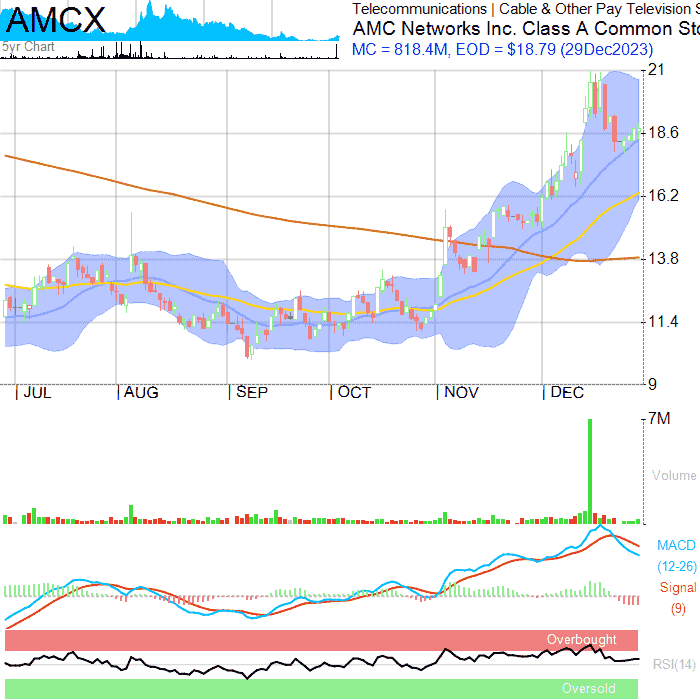 AMCX
5yr Chart
Telecommunications | Cable & Other Pay Television S
AMC Networks Inc. Class A Common Sto
MC = 818.4M, EOD = $18.79 (29Dec2023)
21
18.6
16.2
13.8
11.4
9
JUL AUG SEP OCT NOV DEC
7M
Volume
MACD
(12-26)
Signal
(9)
Overbought
RSI(14)
Oversold